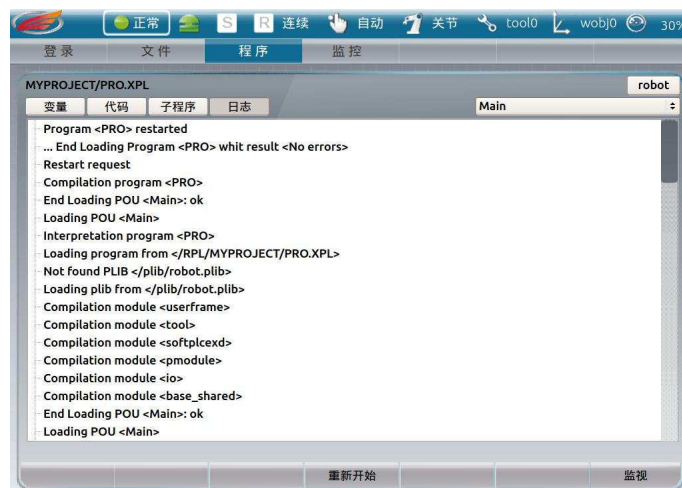 正常 S R 连续 自动 关节 tool0 wobj0 30%
登录 文件 程序 监控
MYPROJECT/PRO.XPL robot
变量 代码 子程序 日志 Main
Program <PRO> restarted
... End Loading Program <PRO> whit result <No errors>
Restart request
Compilation program <PRO>
End Loading POU <Main>: ok
Loading POU <Main>
Interpretation program <PRO>
Loading program from </RPL/MYPROJECT/PRO.XPL>
Not found PLIB </plib/robot.plib>
Loading plib from </plib/robot.plib>
Compilation module <userframe>
Compilation module <tool>
Compilation module <softplcexd>
Compilation module <pmodule>
Compilation module <io>
Compilation module <base_shared>
End Loading POU <Main>: ok
Loading POU <Main>
重新开始 监视